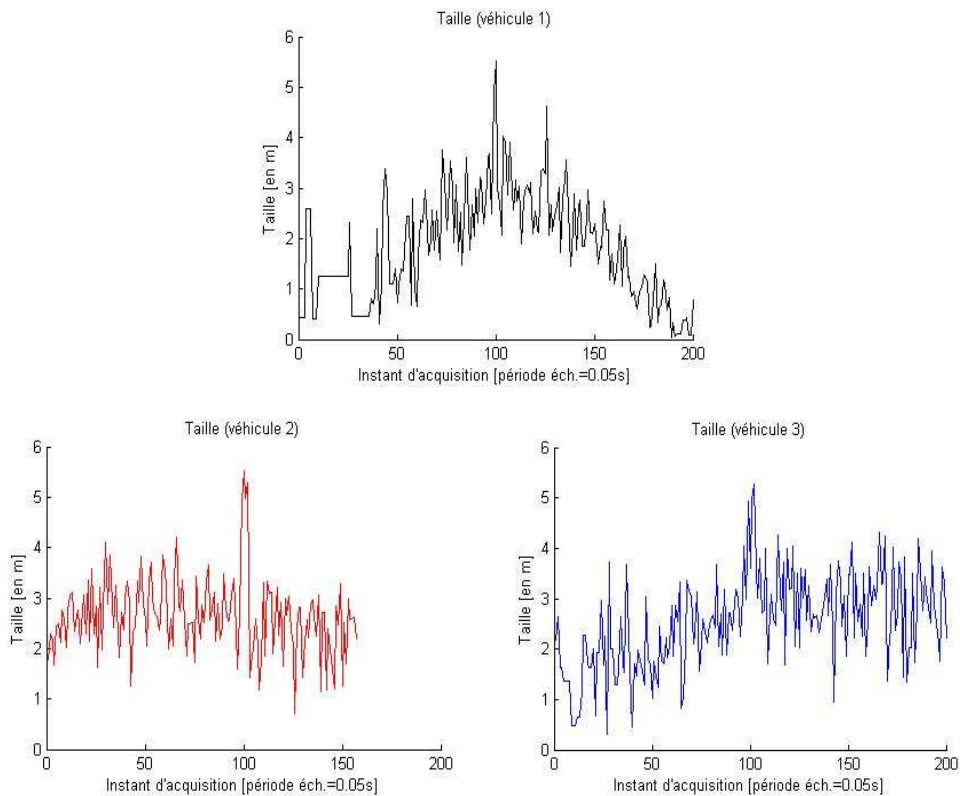 Taille (véhicule 1)
6
5
4
3
2
1
0
Taille [en m]
0 50 100 150 200
Instant d'acquisition [période éch.=0.05s]
Taille (véhicule 2)
6
5
4
3
2
1
0
Taille [en m]
0 50 100 150 200
Instant d'acquisition [période éch.=0.05s]
Taille (véhicule 3)
6
5
4
3
2
1
0
Taille [en m]
0 50 100 150 200
Instant d'acquisition [période éch.=0.05s]